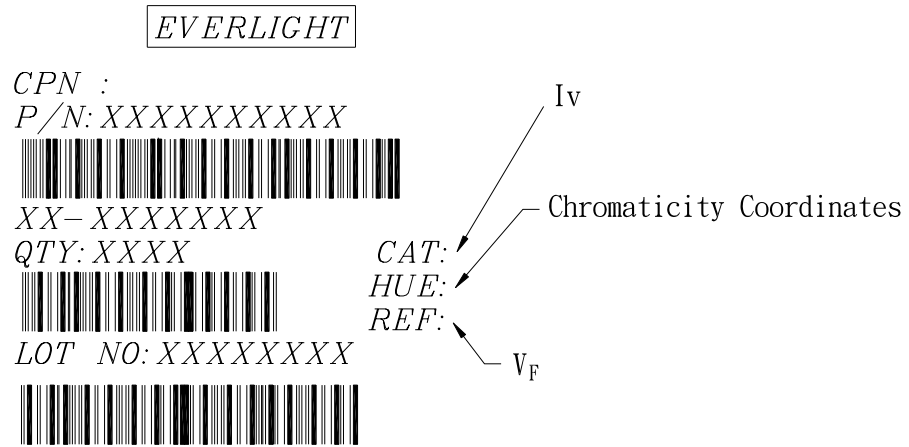 EVERLIGHT
CPN :
P/N: XXXXXXXXXX
XX-XXXXXXX
QTY: XXXX
LOT NO: XXXXXXXX
CAT:
HUE:
REF:
Iv
Chromaticity Coordinates
VF